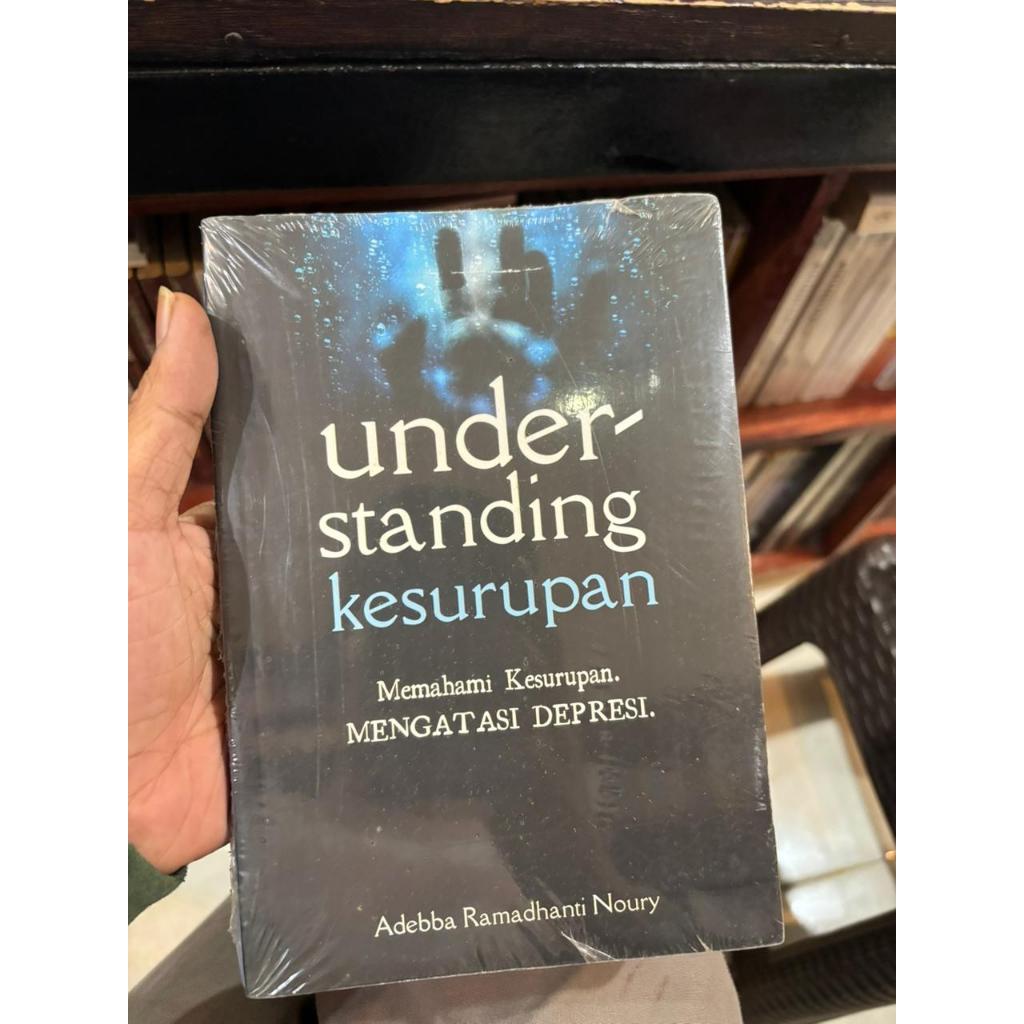 under-
standing
kesurupan
Memahami Kesurupan.
MENGATASI DEPRESI.
Adebba Ramadhanti Noury